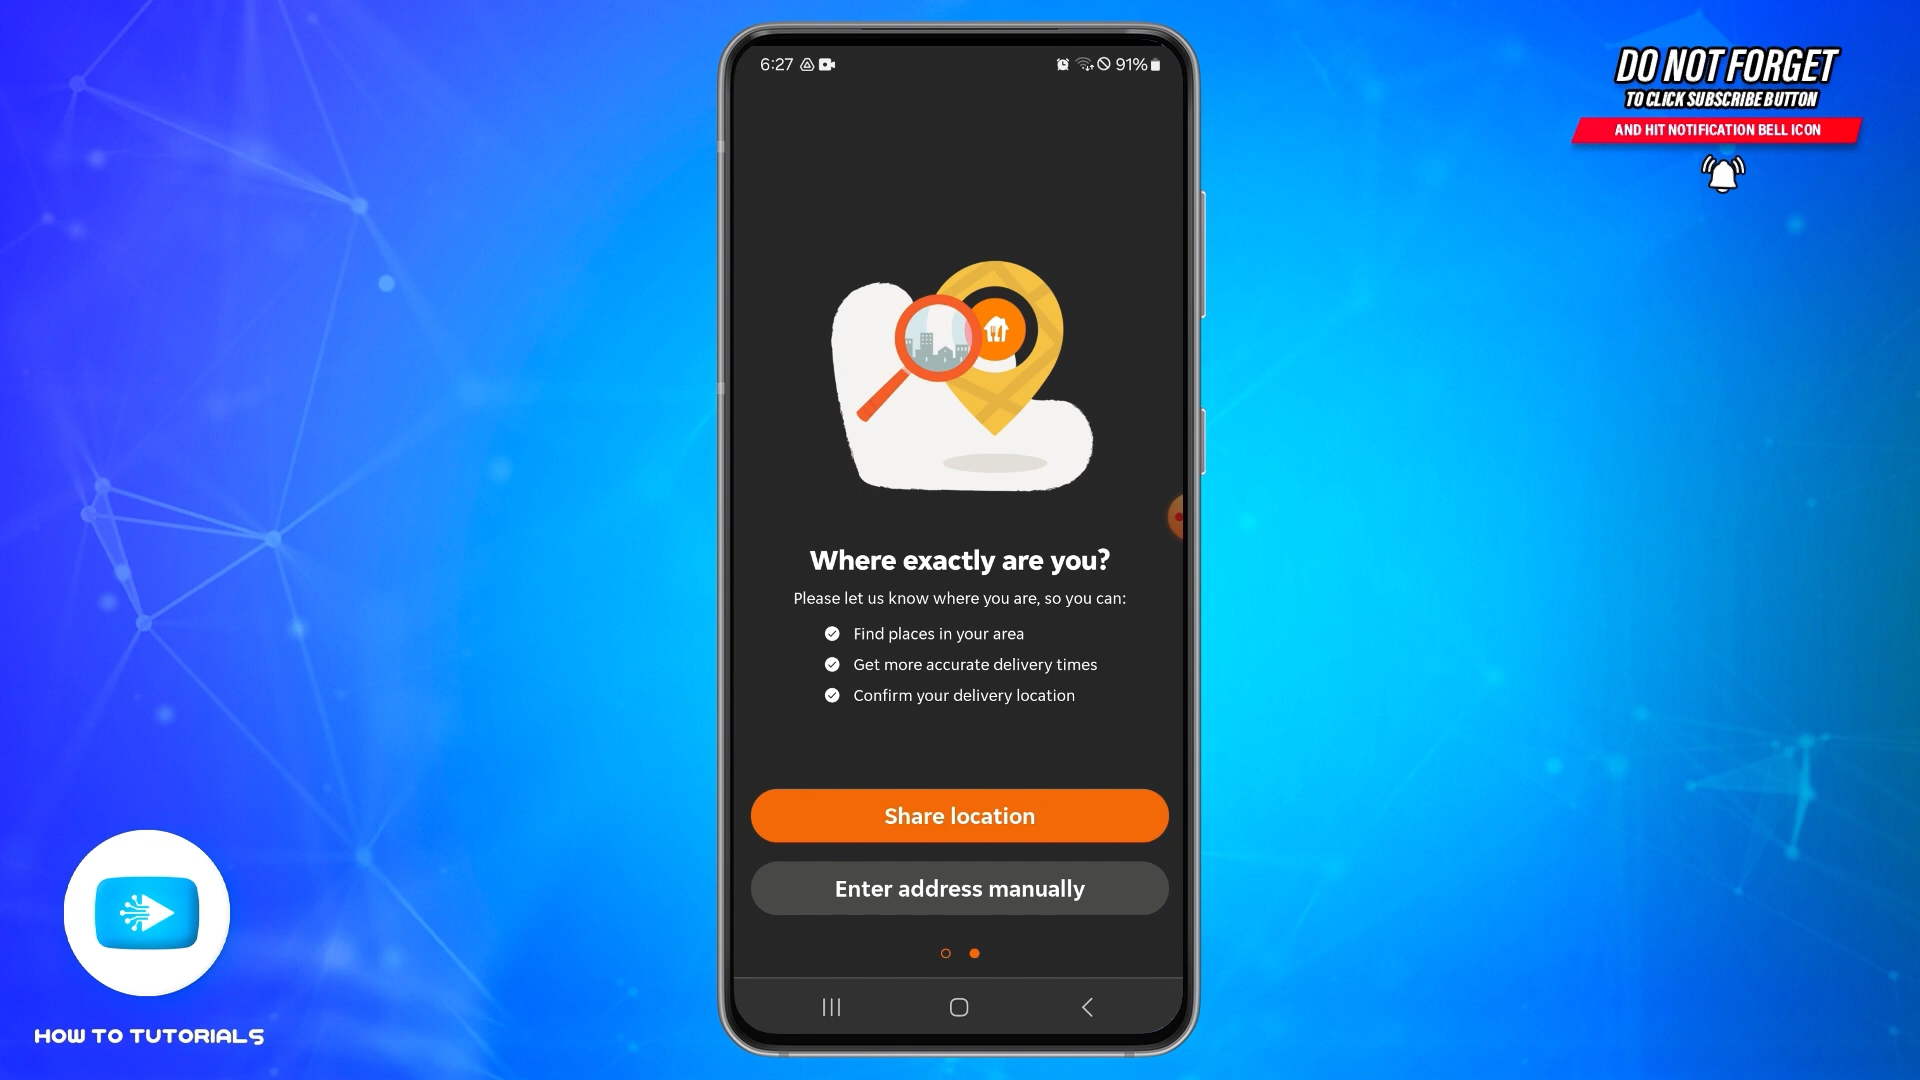 6:27
91%
Where exactly are you?
Please let us know where you are, so you can:
Find places in your area
Get more accurate delivery times
Confirm your delivery location
Share location
Enter address manually
DO NOT FORGET
TO CLICK SUBSCRIBE BUTTON
AND HIT NOTIFICATION BELL ICON
HOW TO TUTORIALS